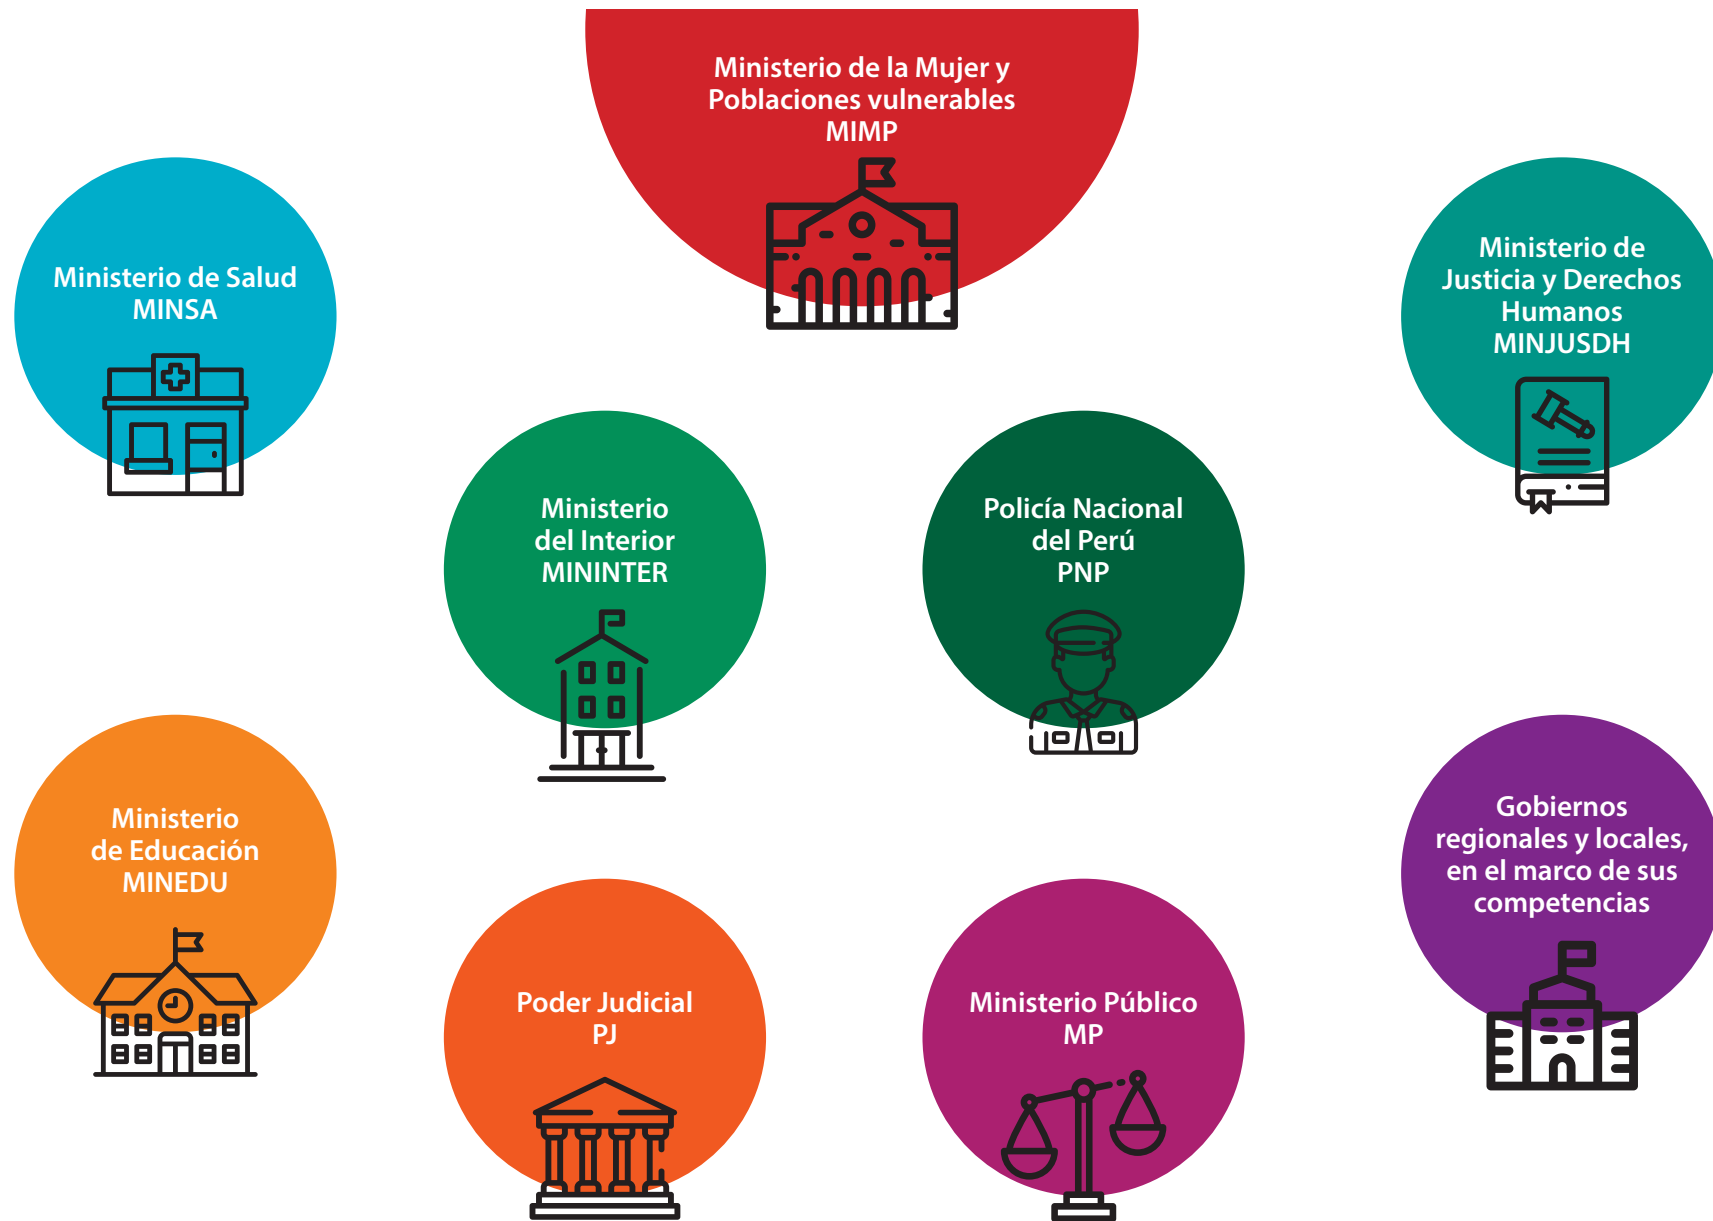 Ministerio de la Mujer y
Poblaciones vulnerables
MIMP
Ministerio de Salud
MINSA
Ministerio de
Justicia y Derechos
Humanos
MINJUSDH
Ministerio
del Interior
MININTER
Policía Nacional
del Perú
PNP
Ministerio
de Educación
MINEDU
Gobiernos
regionales y locales,
en el marco de sus
competencias
Poder Judicial
PJ
Ministerio Público
MP